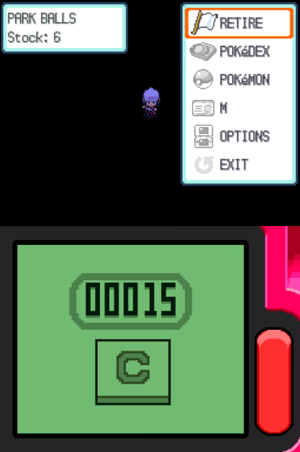 PARK BALLS
Stock: 6
RETIRE
POKéDEX
POKéMON
M
OPTIONS
EXIT
00015
C